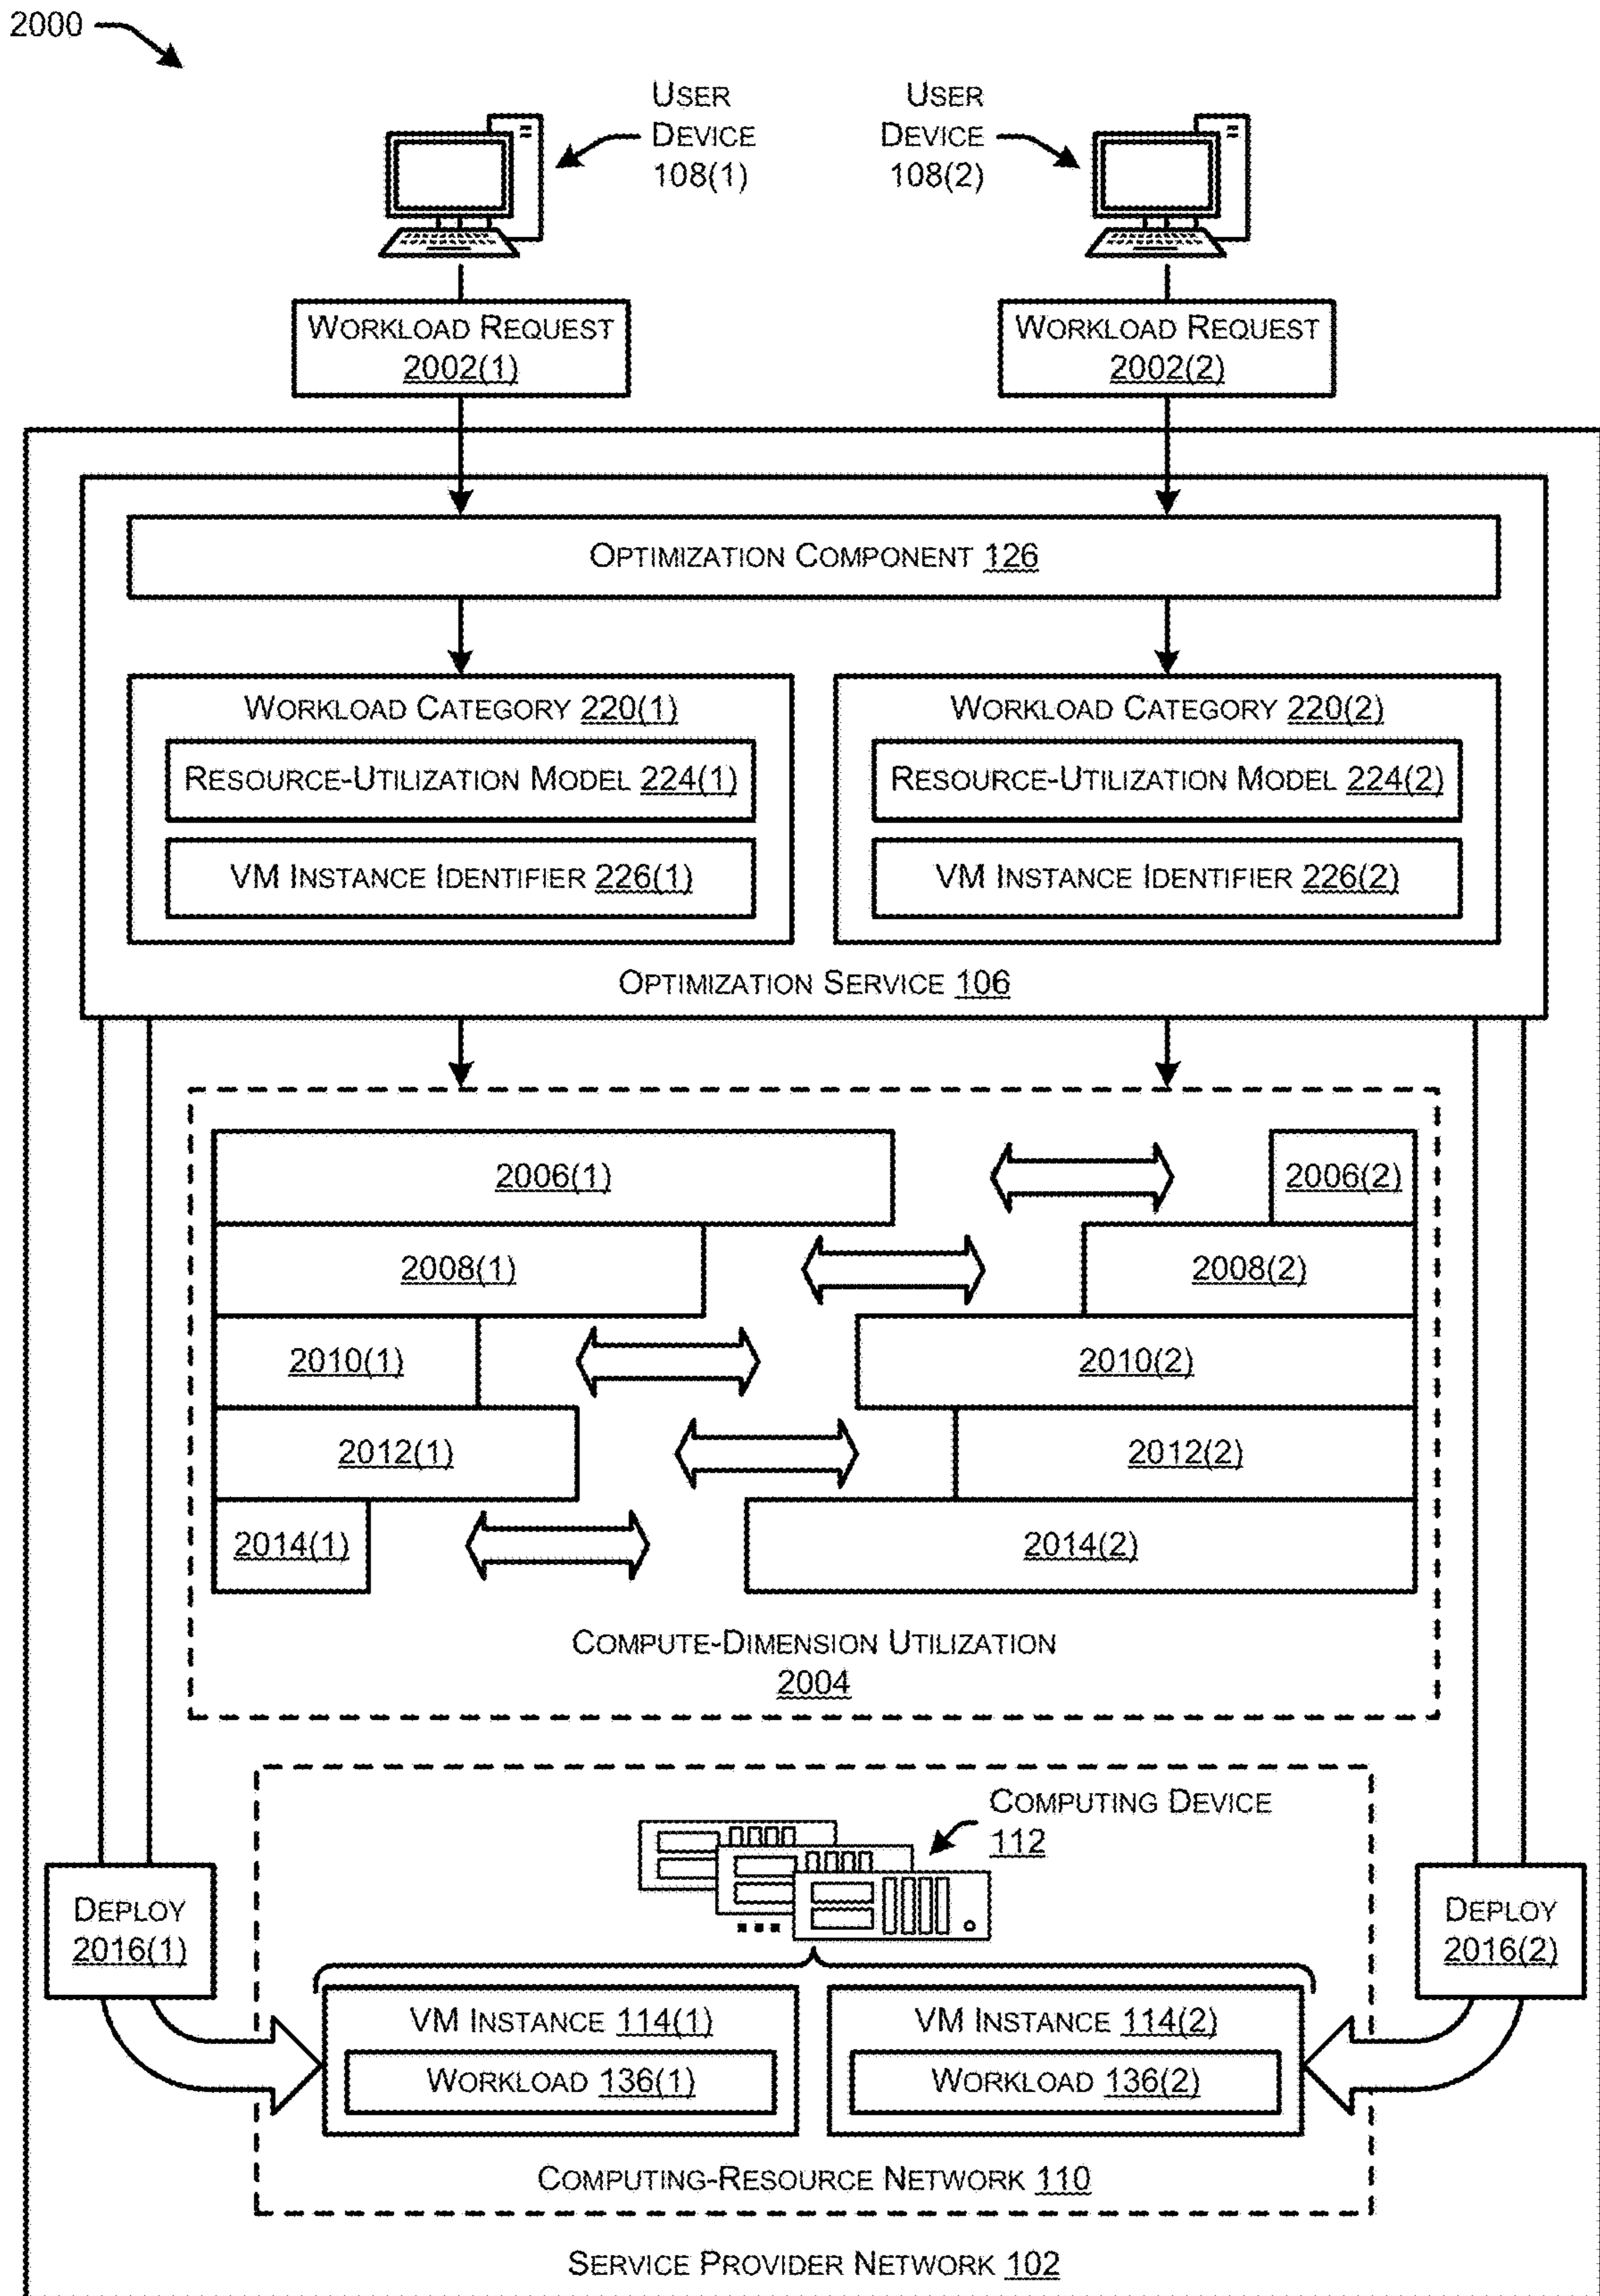 2000
USER
DEVICE
108(1)
USER
DEVICE
108(2)
WORKLOAD REQUEST
2002(1)
WORKLOAD REQUEST
2002(2)
OPTIMIZATION COMPONENT 126
WORKLOAD CATEGORY 220(1)
RESOURCE-UTILIZATION MODEL 224(1)
VM INSTANCE IDENTIFIER 226(1)
WORKLOAD CATEGORY 220(2)
RESOURCE-UTILIZATION MODEL 224(2)
VM INSTANCE IDENTIFIER 226(2)
OPTIMIZATION SERVICE 106
2006(1)
2006(2)
2008(1)
2008(2)
2010(1)
2010(2)
2012(1)
2012(2)
2014(1)
2014(2)
COMPUTE-DIMENSION UTILIZATION
2004
COMPUTING DEVICE
112
DEPLOY
2016(1)
DEPLOY
2016(2)
VM INSTANCE 114(1)
WORKLOAD 136(1)
VM INSTANCE 114(2)
WORKLOAD 136(2)
COMPUTING-RESOURCE NETWORK 110
SERVICE PROVIDER NETWORK 102